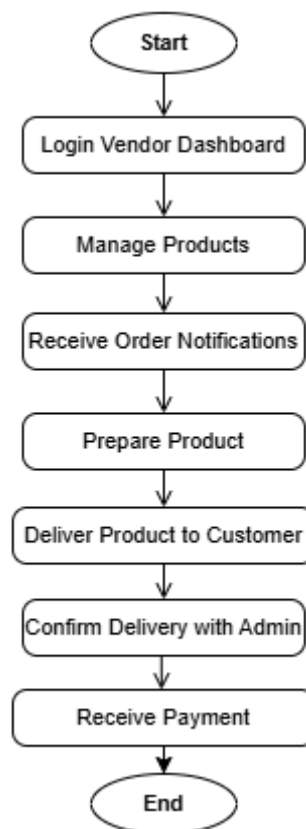 Start
Login Vendor Dashboard
Manage Products
Receive Order Notifications
Prepare Product
Deliver Product to Customer
Confirm Delivery with Admin
Receive Payment
End